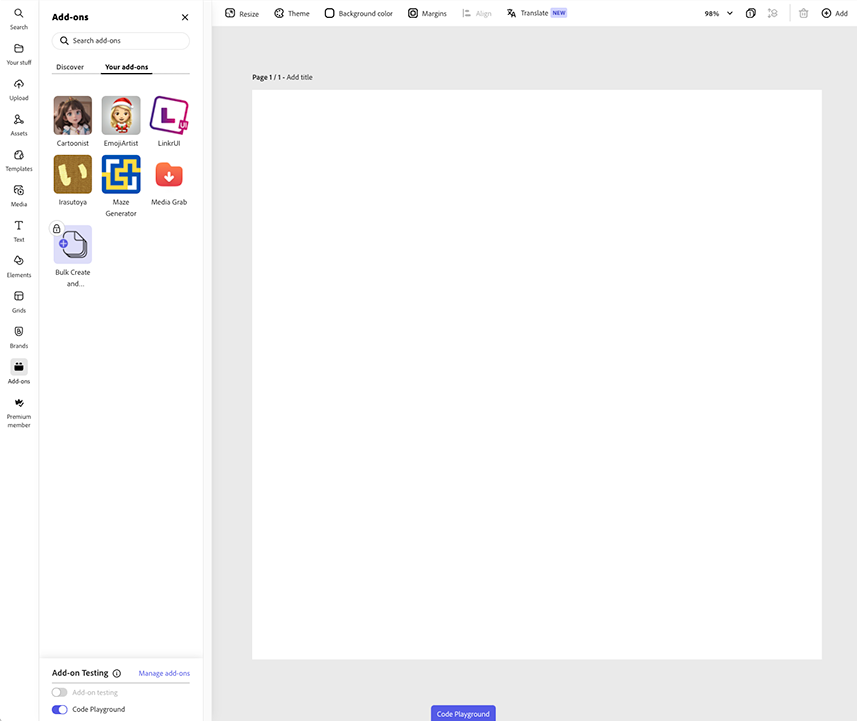 Search
Your stuff
Upload
Assets
Templates
Media
Text
Elements
Grids
Brands
Add-ons
Premium
member
Add-ons
Search add-ons
Discover
Your add-ons
Cartoonist
EmojiArtist
L
UI
LinkrUI
Irasutoya
Maze
Generator
Media Grab
Bulk Create
and...
Add-on Testing
Manage add-ons
Add-on testing
Code Playground
Resize
Theme
Background color
Margins
Align
Translate NEW
98%
Add
Page 1 / 1 - Add title
Code Playground